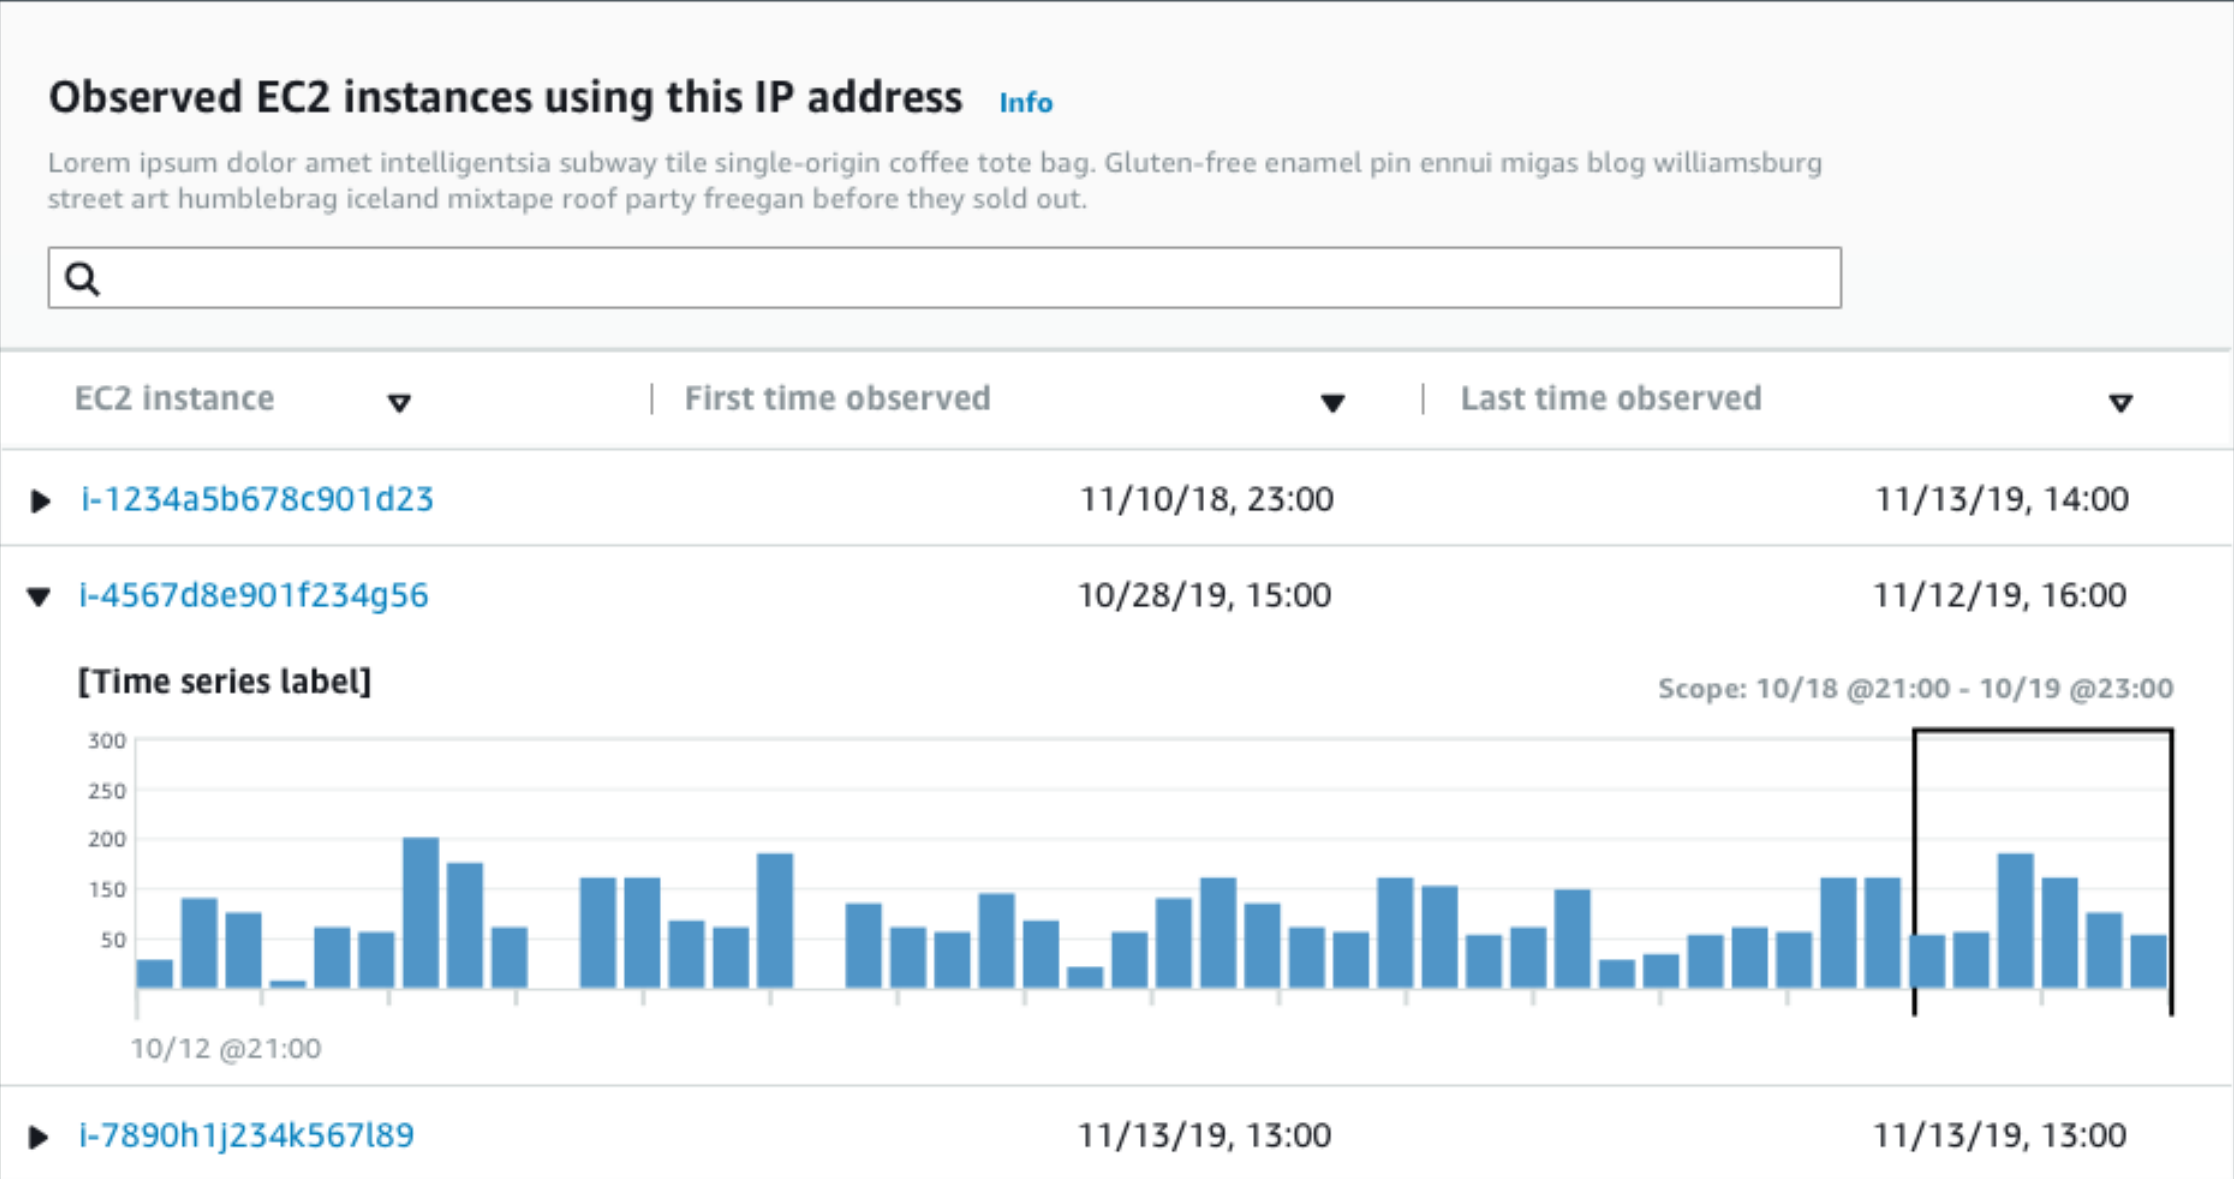 Observed EC2 instances using this IP address Info
Lorem ipsum dolor amet intelligentsia subway tile single-origin coffee tote bag. Gluten-free enamel pin ennui migas blog williamsburg
street art humblebrag iceland mixtape roof party freegan before they sold out.
EC2 instance First time observed Last time observed
i-1234a5b678c901d23 11/10/18, 23:00 11/13/19, 14:00
i-4567d8e901f234g56 10/28/19, 15:00 11/12/19, 16:00
[Time series label] Scope: 10/18 @21:00 - 10/19 @23:00
300
250
200
150
50
10/12 @21:00
i-7890h1j234k567l89 11/13/19, 13:00 11/13/19, 13:00